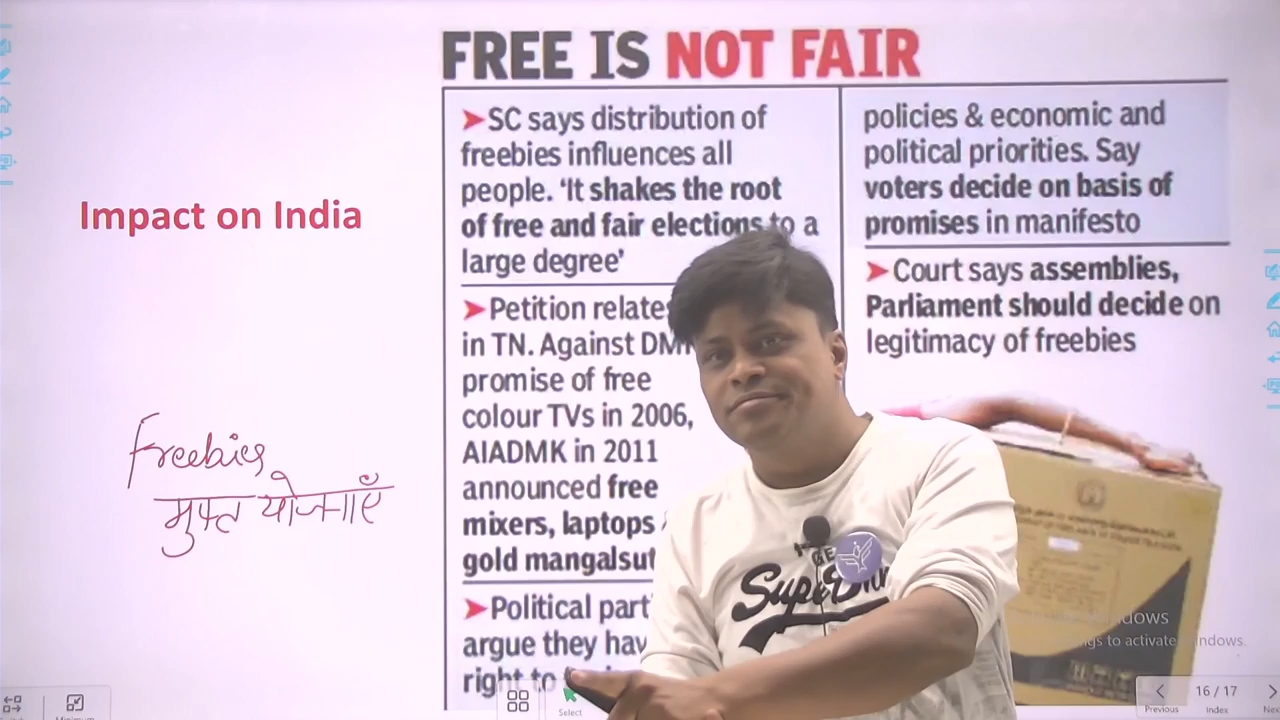 FREE IS NOT FAIR
Impact on India
➤SC says distribution of
freebies influences all
people. ‘It shakes the root
of free and fair elections to a
large degree’
➤Petition relates
in TN. Against DMK
promise of free
colour TVs in 2006,
AIADMK in 2011
announced free
mixers, laptops
gold
➤Political
argue they
right to
policies & economic and
political priorities. Say
voters decide on basis of
promises in manifesto
➤Court says assemblies,
Parliament should decide on
legitimacy of freebies
Freebies
मुफ्त योजनाएँ
to activate
Select
16 / 17
Previous Index